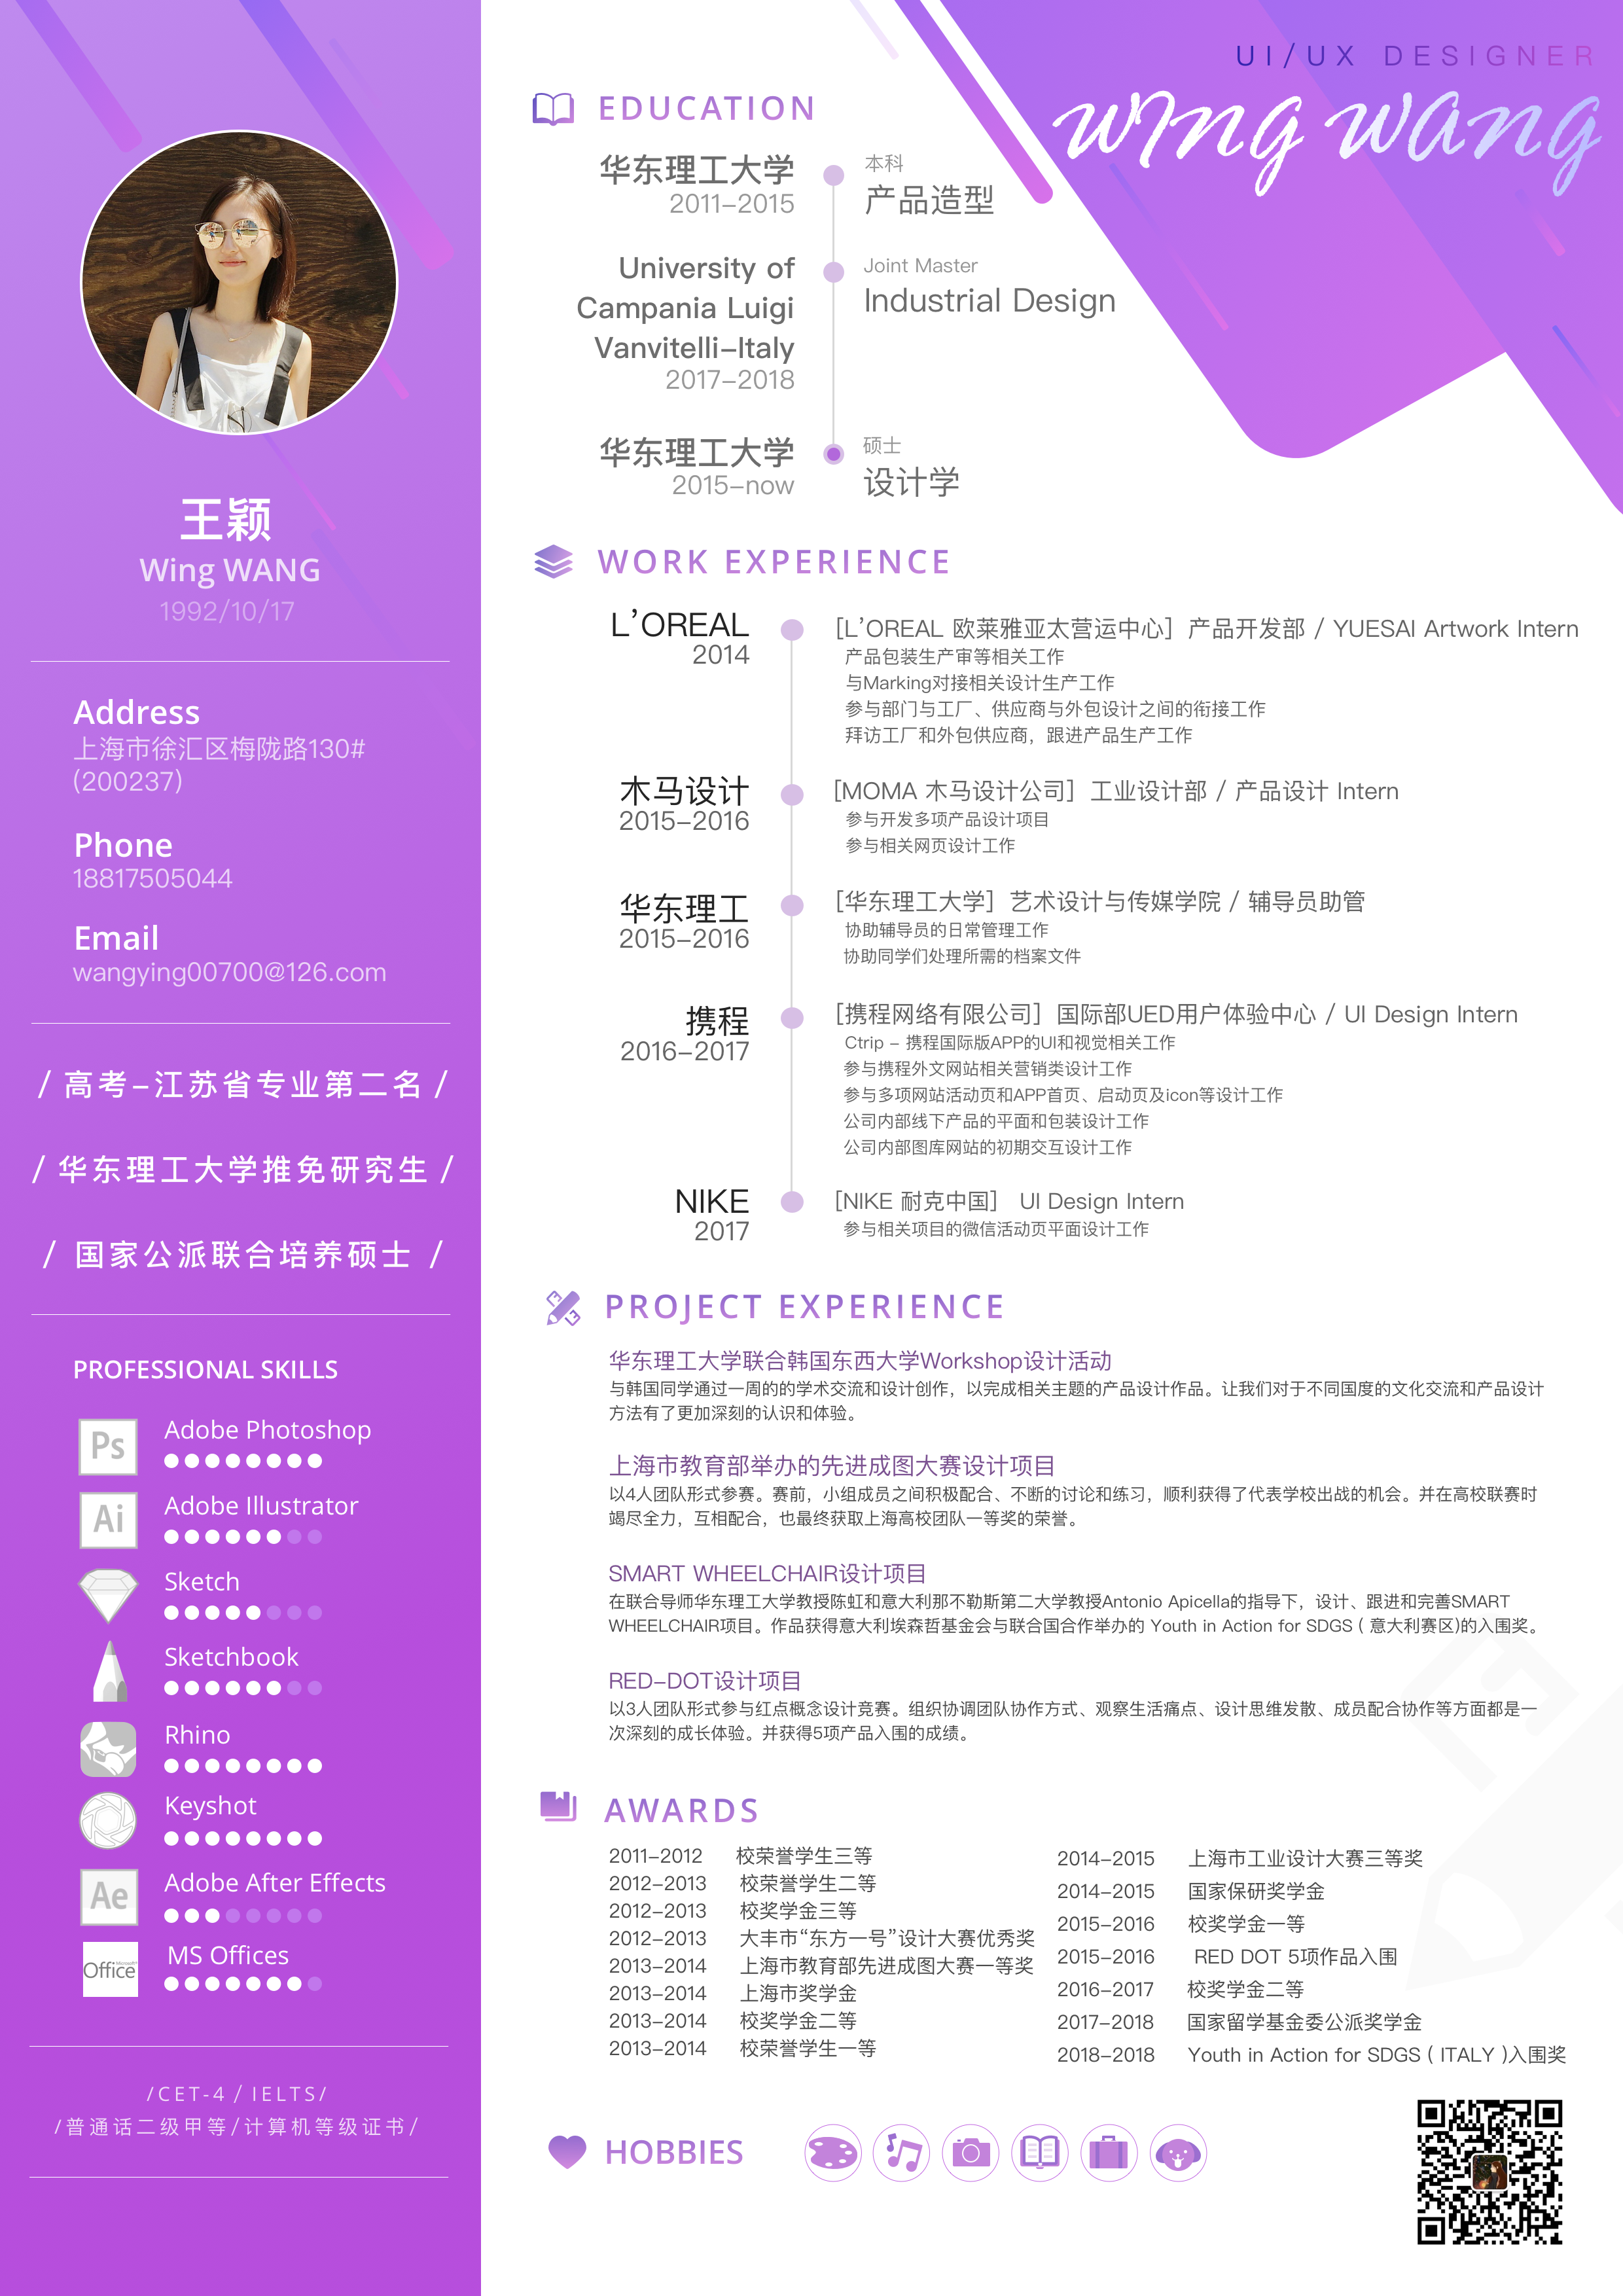 UI/UX DESIGNER
wing wang
王颖
Wing WANG
1992/10/17
Address
上海市徐汇区梅陇路130#
(200237)
Phone
18817505044
Email
wangying00700@126.com
/ 高考–江苏省专业第二名 /
/ 华东理工大学推免研究生 /
/ 国家公派联合培养硕士 /
PROFESSIONAL SKILLS
Ps
Adobe Photoshop
Ai
Adobe Illustrator
Sketch
Sketchbook
Rhino
Keyshot
Ae
Adobe After Effects
Office
MS Offices
/CET-4 / IELTS/
/普通话二级甲等/计算机等级证书/
EDUCATION
华东理工大学
2011–2015
本科
产品造型
University of
Campania Luigi
Vanvitelli–Italy
2017–2018
Joint Master
Industrial Design
华东理工大学
2015–now
硕士
设计学
WORK EXPERIENCE
L’OREAL
2014
[L’OREAL 欧莱雅亚太营运中心] 产品开发部 / YUESAI Artwork Intern
产品包装生产审等相关工作
与Marking对接相关设计生产工作
参与部门与工厂、供应商与外包设计之间的衔接工作
拜访工厂和外包供应商，跟进产品生产工作
木马设计
2015–2016
[MOMA 木马设计公司] 工业设计部 / 产品设计 Intern
参与开发多项产品设计项目
参与相关网页设计工作
华东理工
2015–2016
[华东理工大学] 艺术设计与传媒学院 / 辅导员助管
协助辅导员的日常管理工作
协助同学们处理所需的档案文件
携程
2016–2017
[携程网络有限公司] 国际部UED用户体验中心 / UI Design Intern
Ctrip – 携程国际版APP的UI和视觉相关工作
参与携程外文网站相关营销类设计工作
参与多项网站活动页和APP首页、启动页及icon等设计工作
公司内部线下产品的平面和包装设计工作
公司内部图库网站的初期交互设计工作
NIKE
2017
[NIKE 耐克中国] UI Design Intern
参与相关项目的微信活动页平面设计工作
PROJECT EXPERIENCE
华东理工大学联合韩国东西大学Workshop设计活动
与韩国同学通过一周的的学术交流和设计创作，以完成相关主题的产品设计作品。让我们对于不同国度的文化交流和产品设计
方法有了更加深刻的认识和体验。
上海市教育部举办的先进成图大赛设计项目
以4人团队形式参赛。赛前，小组成员之间积极配合、不断的讨论和练习，顺利获得了代表学校出战的机会。并在高校联赛时
竭尽全力，互相配合，也最终获取上海高校团队一等奖的荣誉。
SMART WHEELCHAIR设计项目
在联合导师华东理工大学教授陈虹和意大利那不勒斯第二大学教授Antonio Apicella的指导下，设计、跟进和完善SMART
WHEELCHAIR项目。作品获得意大利埃森哲基金会与联合国合作举办的 Youth in Action for SDGS ( 意大利赛区)的入围奖。
RED–DOT设计项目
以3人团队形式参与红点概念设计竞赛。组织协调团队协作方式、观察生活痛点、设计思维发散、成员配合协作等方面都是一
次深刻的成长体验。并获得5项产品入围的成绩。
AWARDS
2011–2012 校荣誉学生三等
2012–2013 校荣誉学生二等
2012–2013 校奖学金三等
2012–2013 大丰市“东方一号”设计大赛优秀奖
2013–2014 上海市教育部先进成图大赛一等奖
2013–2014 上海市奖学金
2013–2014 校奖学金二等
2013–2014 校荣誉学生一等
2014–2015 上海市工业设计大赛三等奖
2014–2015 国家保研奖学金
2015–2016 校奖学金一等
2015–2016 RED DOT 5项作品入围
2016–2017 校奖学金二等
2017–2018 国家留学基金委公派奖学金
2018–2018 Youth in Action for SDGS ( ITALY )入围奖
HOBBIES